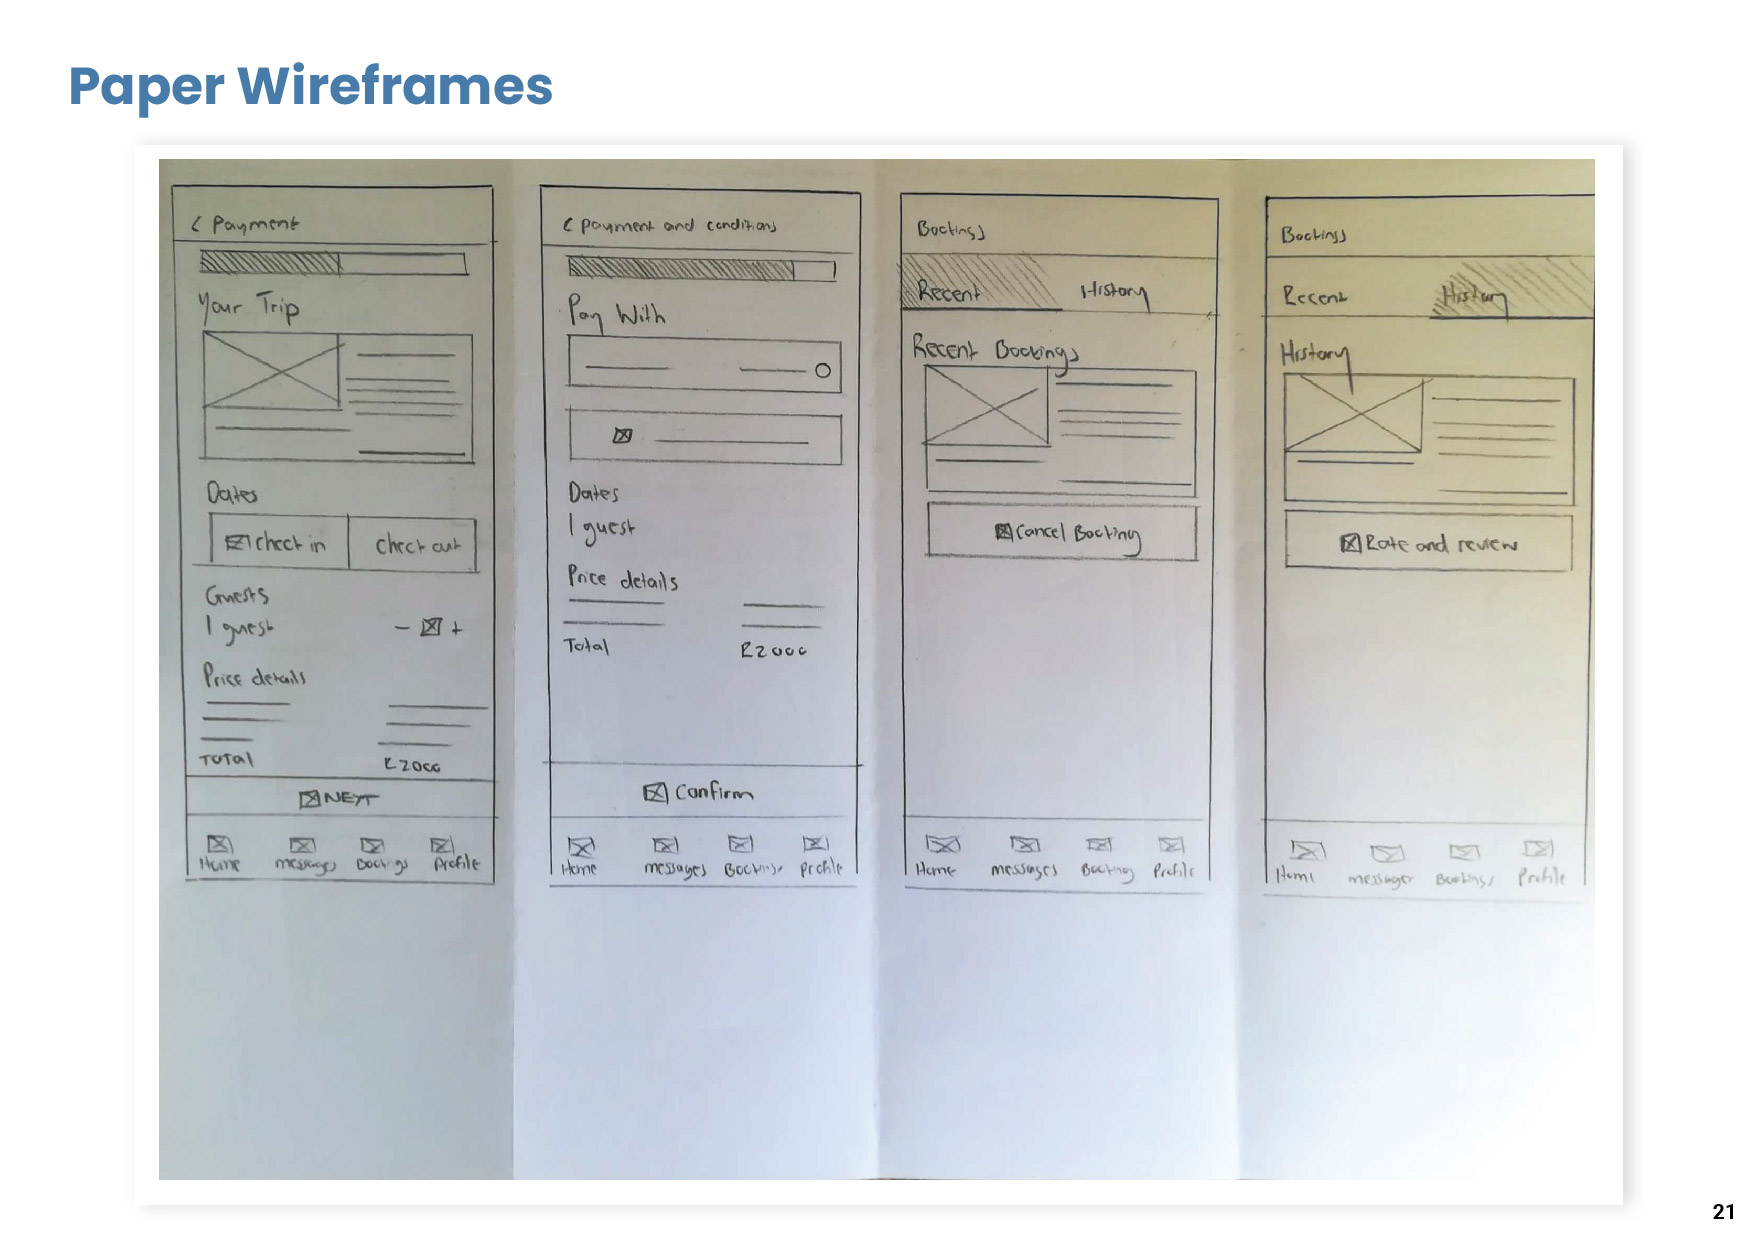 Paper Wireframes
< Payment
Your Trip
Dates
check in
check out
Guests
1 guest
- +
Price details
Total
R2000
NEXT
Home messages Bookings Profile
< Payment and conditions
Pay With
Dates
1 guest
Price details
Total
R2000
Confirm
Home messages Bookings Profile
Bookings
Recent History
Recent Bookings
Cancel Booking
Home messages Booking Profile
Bookings
Recent History
History
Rate and review
Home messages Bookings Profile
21